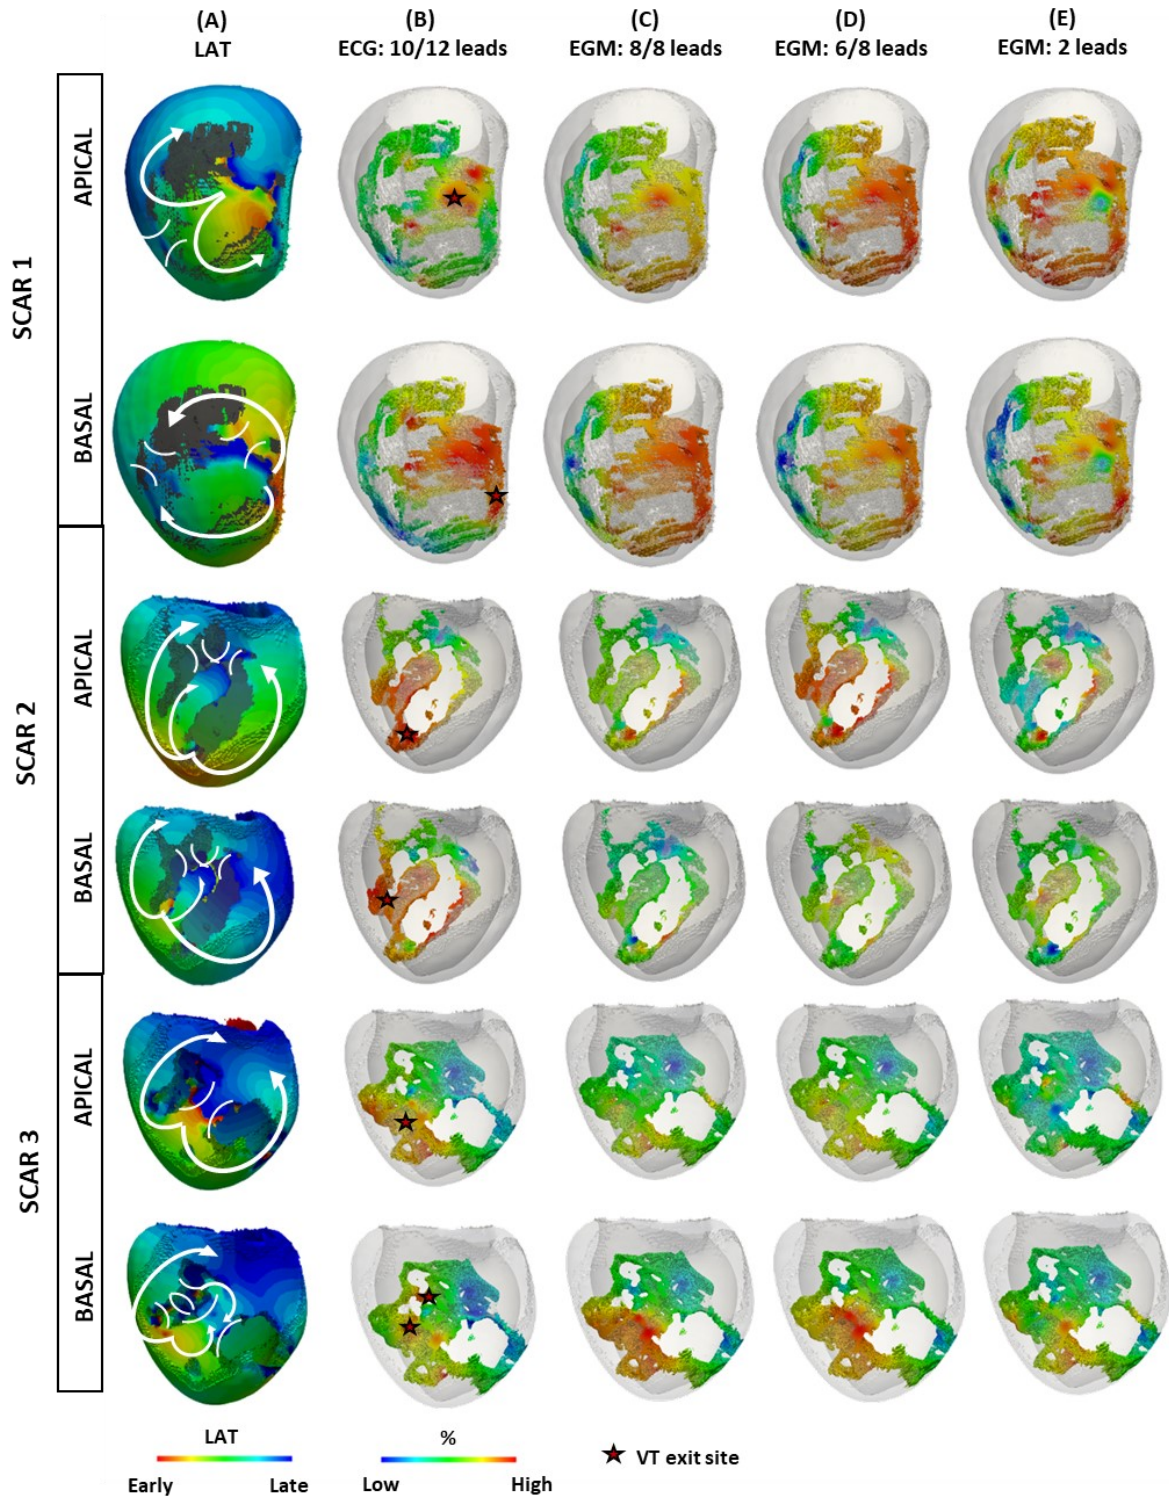 (A) (B) (C) (D) (E)
LAT ECG: 10/12 leads EGM: 8/8 leads EGM: 6/8 leads EGM: 2 leads
SCAR 1
APICAL
BASAL
SCAR 2
APICAL
BASAL
SCAR 3
APICAL
BASAL
LAT
Early Late
%
Low High
VT exit site